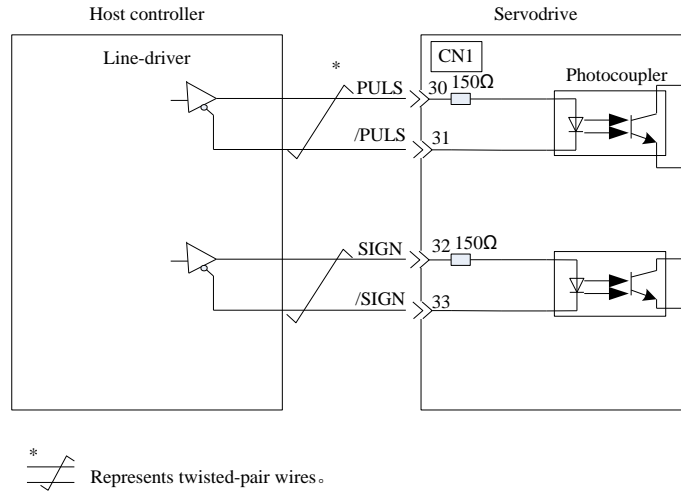 Host controller
Servodrive
Line-driver
CN1
*
Photocoupler
PULS
30
150Ω
/PULS
31
SIGN
32
150Ω
/SIGN
33
*
Represents twisted-pair wires。